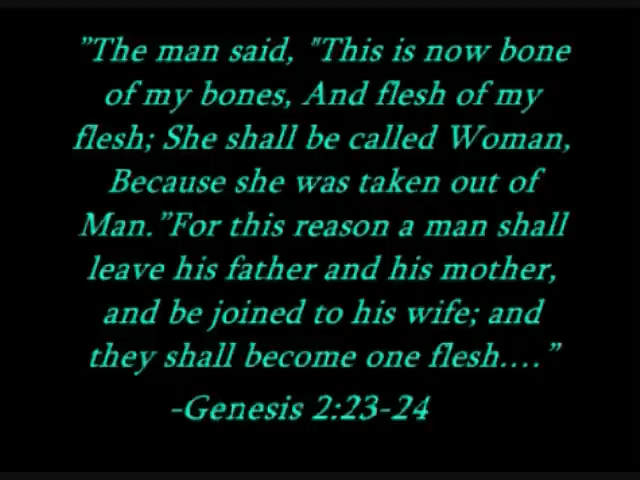 ”The man said, "This is now bone
of my bones, And flesh of my
flesh; She shall be called Woman,
Because she was taken out of
Man.”For this reason a man shall
leave his father and his mother,
and be joined to his wife; and
they shall become one flesh....”
-Genesis 2:23-24